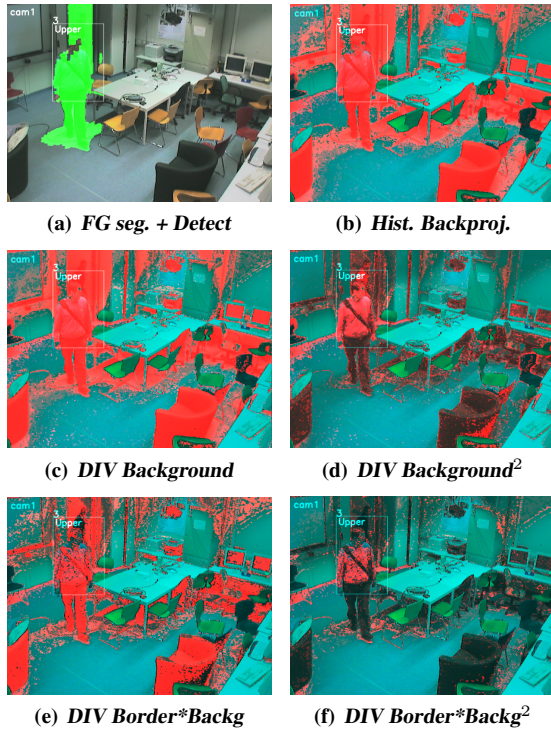 cam1
3
Upper
cam1
3
Upper
(a) FG seg. + Detect
(b) Hist. Backproj.
cam1
3
Upper
cam1
3
Upper
(c) DIV Background
(d) DIV Background²
cam1
3
Upper
cam1
3
Upper
(e) DIV Border*Backg
(f) DIV Border*Backg²